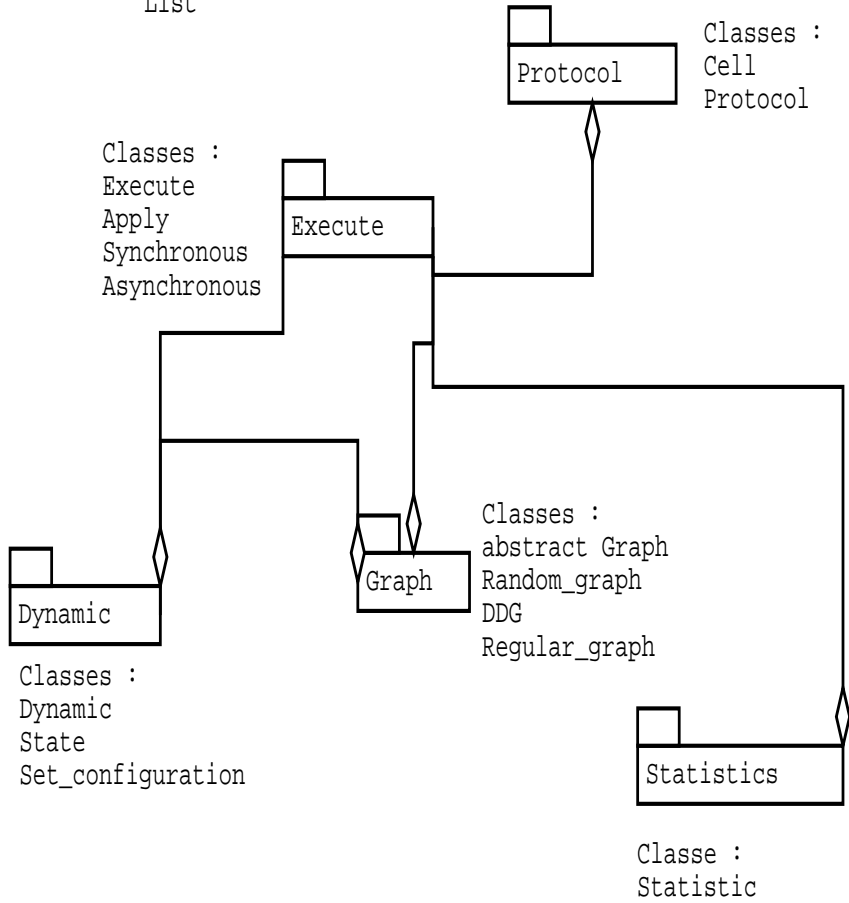 List
Protocol
Classes :
Cell
Protocol
Classes :
Execute
Apply
Synchronous
Asynchronous
Execute
Classes :
abstract Graph
Random_graph
DDG
Regular_graph
Graph
Dynamic
Classes :
Dynamic
State
Set_configuration
Statistics
Classe :
Statistic